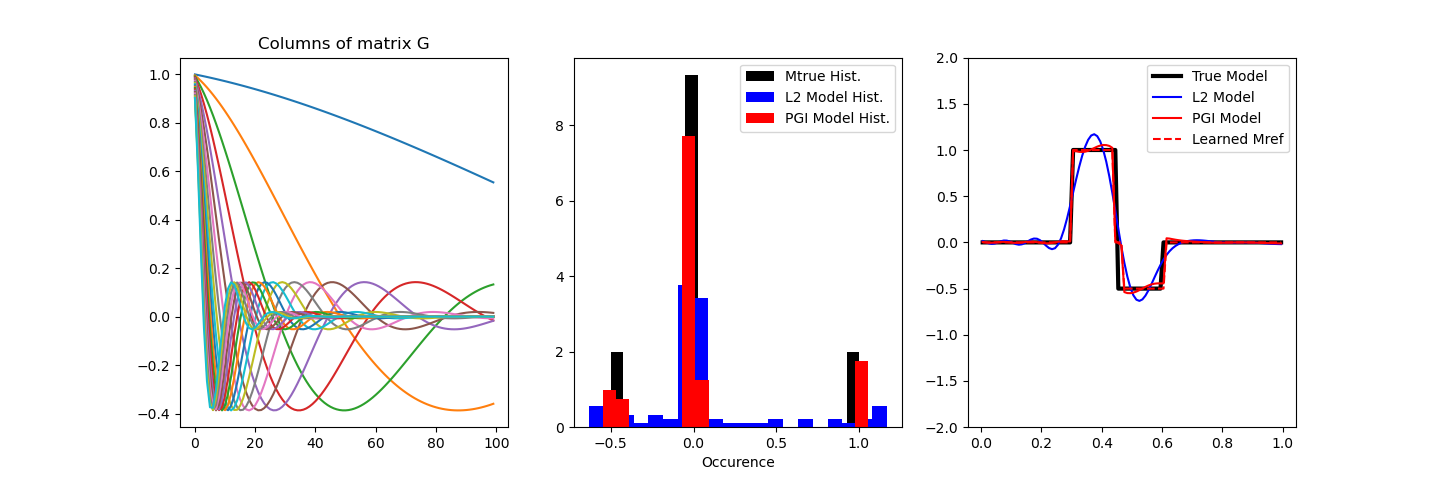 Columns of matrix G
1.0
0.8
0.6
0.4
0.2
0.0
−0.2
−0.4
0 20 40 60 80 100
Mtrue Hist.
L2 Model Hist.
PGI Model Hist.
8
6
4
2
0
−0.5 0.0 0.5 1.0
Occurence
True Model
L2 Model
PGI Model
Learned Mref
2.0
1.5
1.0
0.5
0.0
−0.5
−1.0
−1.5
−2.0
0.0 0.2 0.4 0.6 0.8 1.0